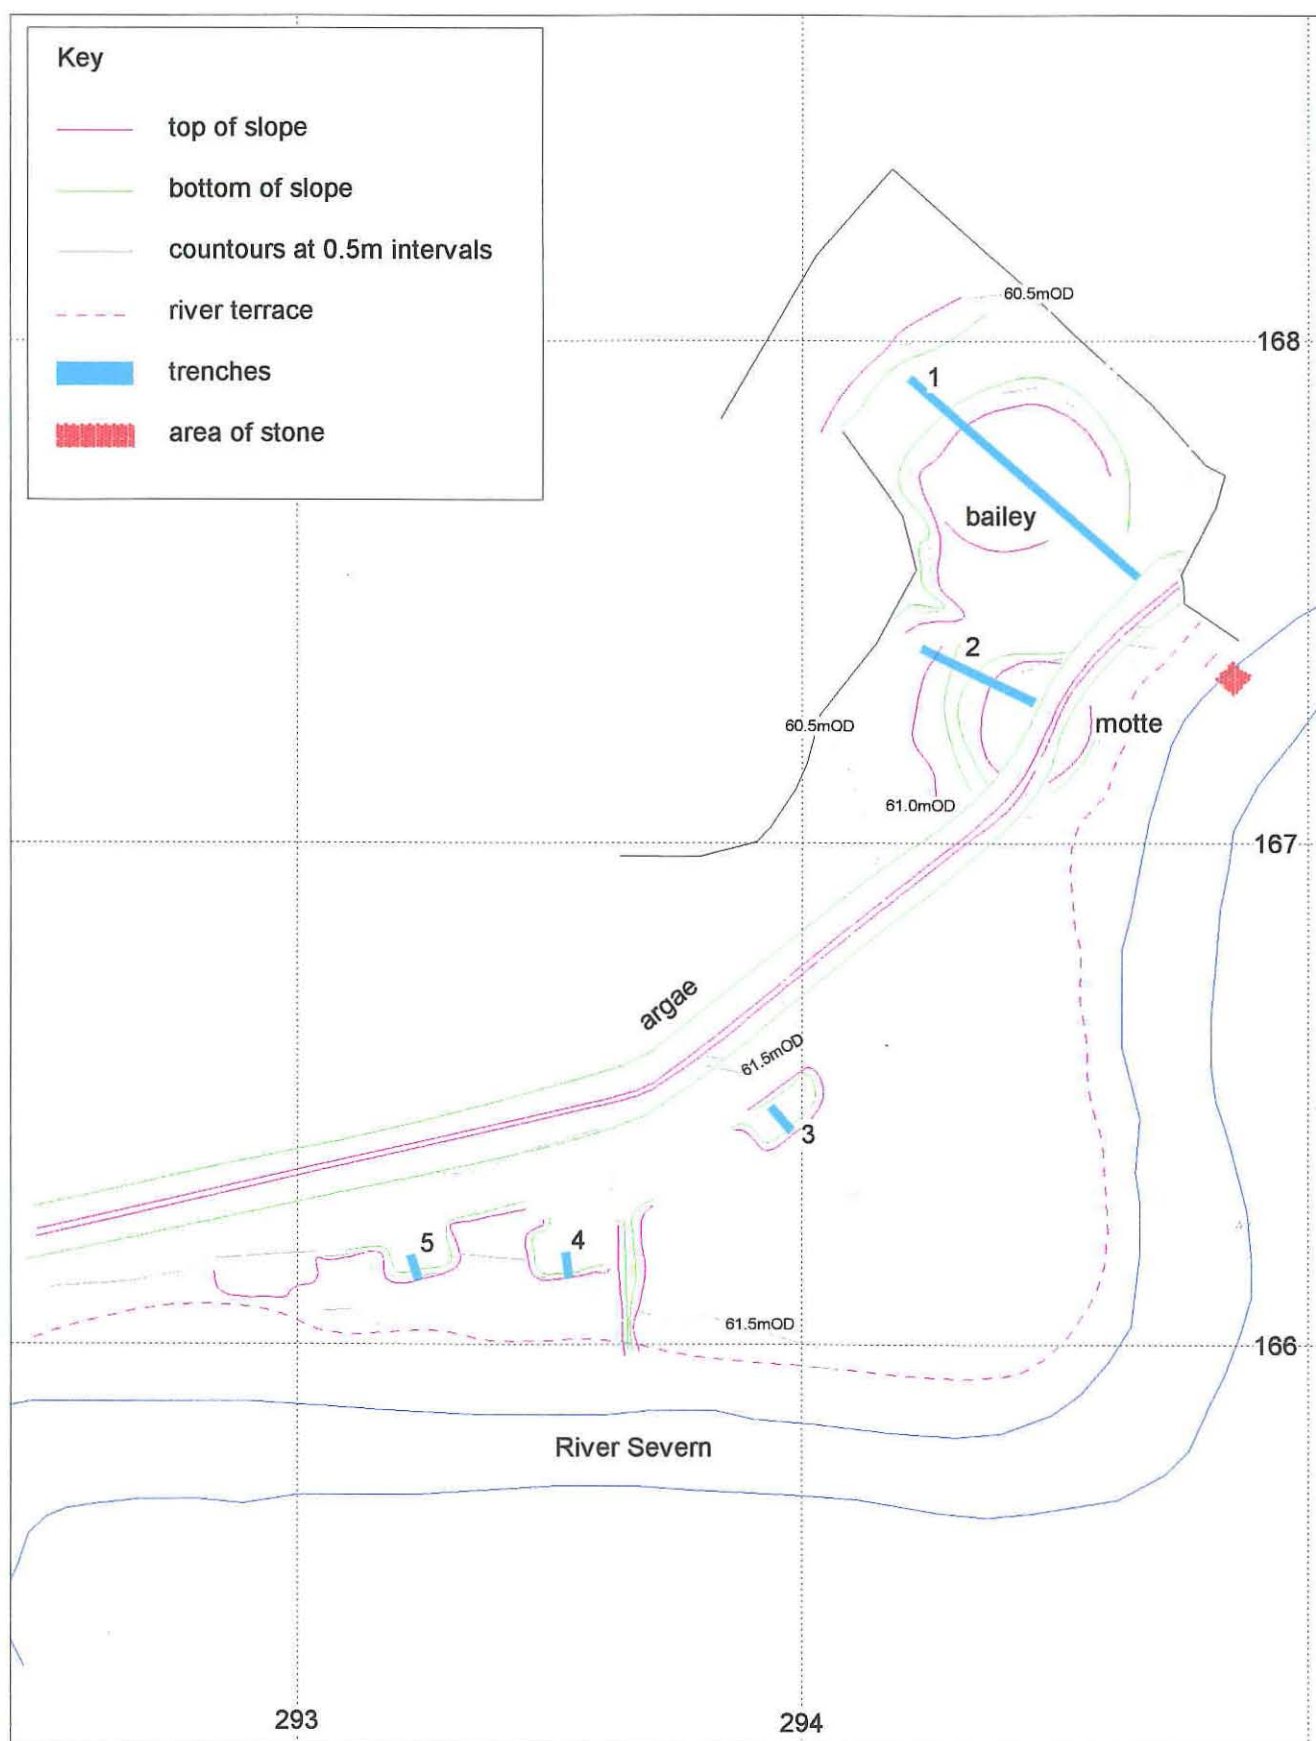 Key
top of slope
bottom of slope
countours at 0.5m intervals
river terrace
trenches
area of stone
60.5mOD
168
1
bailey
2
motte
60.5mOD
61.0mOD
167
argae
61.5mOD
3
5
4
61.5mOD
166
River Severn
293
294